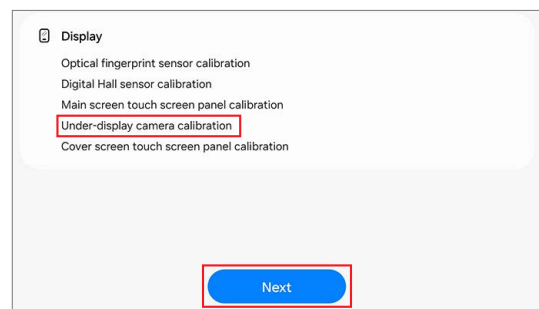 Display
Optical fingerprint sensor calibration
Digital Hall sensor calibration
Main screen touch screen panel calibration
Under-display camera calibration
Cover screen touch screen panel calibration
Next